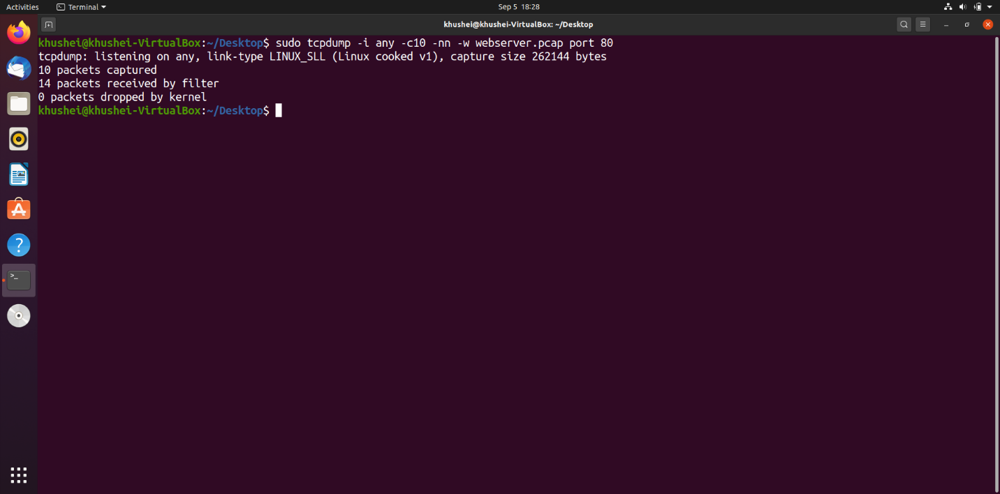 Activities
Terminal
Sep 5 18:28
khushei@khushei-VirtualBox: ~/Desktop
khushei@khushei-VirtualBox:~/Desktop$ sudo tcpdump -i any -c10 -nn -w webserver.pcap port 80
tcpdump: listening on any, link-type LINUX_SLL (Linux cooked v1), capture size 262144 bytes
10 packets captured
14 packets received by filter
0 packets dropped by kernel
khushei@khushei-VirtualBox:~/Desktop$